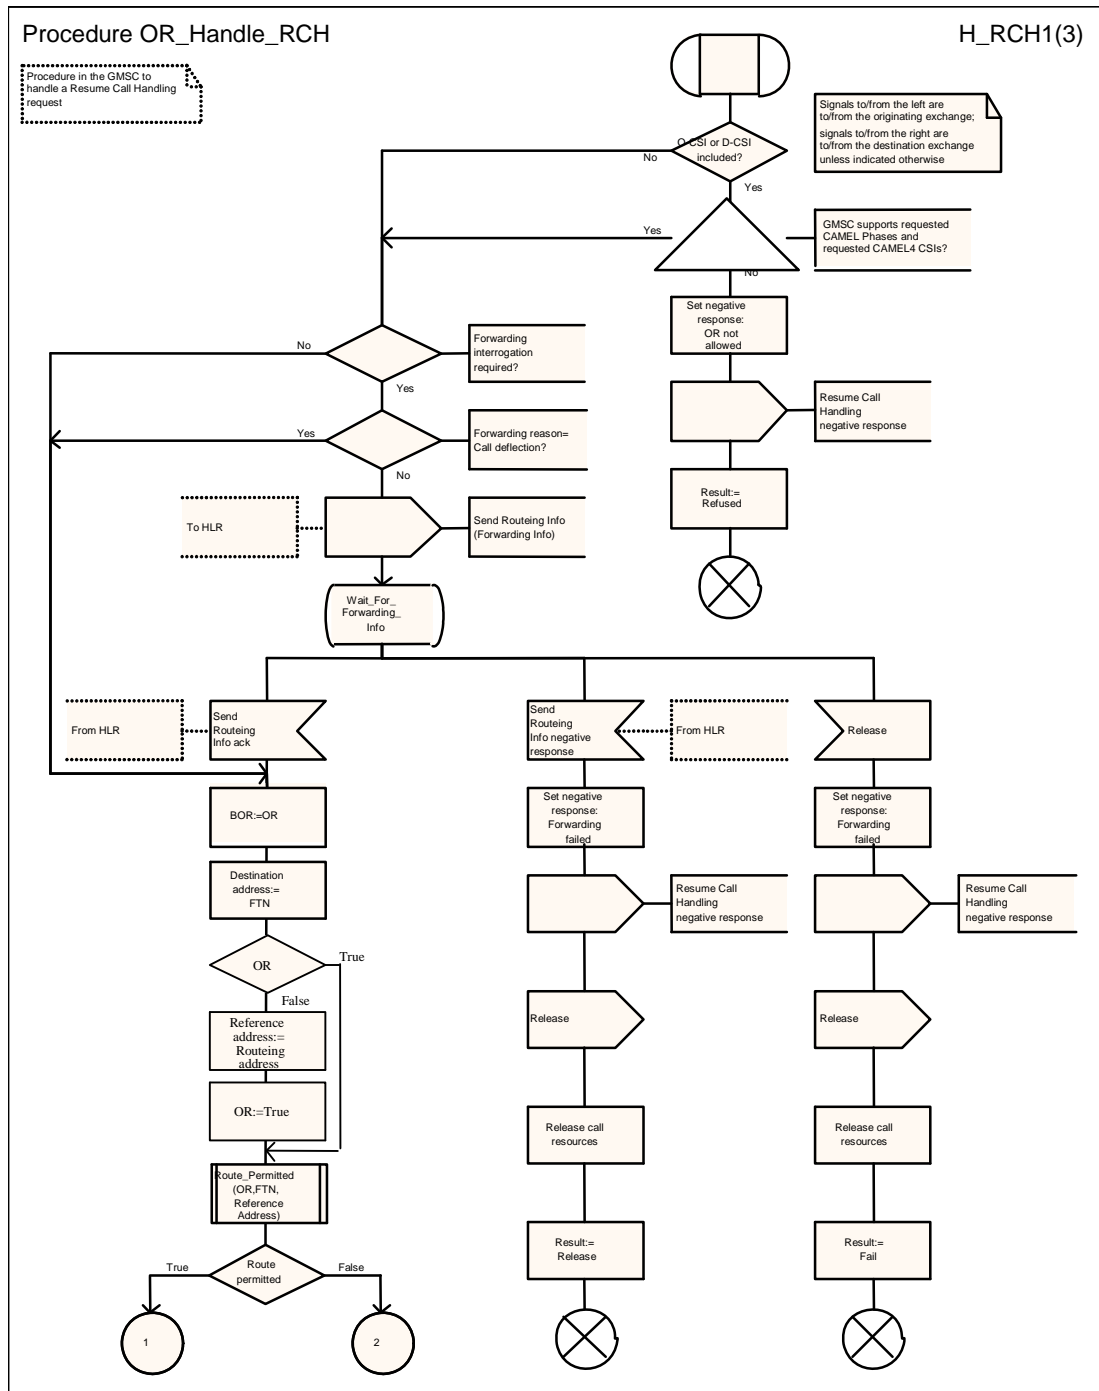 Procedure OR_Handle_RCH
H_RCH1(3)
Procedure in the GMSC to
handle a Resume Call Handling
request
Signals to/from the left are
to/from the originating exchange;
signals to/from the right are
to/from the destination exchange
unless indicated otherwise
O-CSI or D-CSI
included?
No
Yes
Yes
GMSC supports requested
CAMEL Phases and
requested CAMEL4 CSIs?
No
Set negative
response:
OR not
allowed
No
Forwarding
interrogation
required?
Yes
Resume Call
Handling
negative response
Yes
Forwarding reason=
Call deflection?
No
Result:=
Refused
To HLR
Send Routeing Info
(Forwarding Info)
Wait_For_
Forwarding_
Info
From HLR
Send
Routeing
Info ack
Send
Routeing
Info negative
response
From HLR
Release
BOR:=OR
Set negative
response:
Forwarding
failed
Set negative
response:
Forwarding
failed
Destination
address:=
FTN
Resume Call
Handling
negative response
Resume Call
Handling
negative response
OR
True
False
Reference
address:=
Routeing
address
Release
Release
OR:=True
Release call
resources
Release call
resources
Route_Permitted
(OR,FTN,
Reference
Address)
Result:=
Release
Result:=
Fail
True
Route
permitted
False
1
2